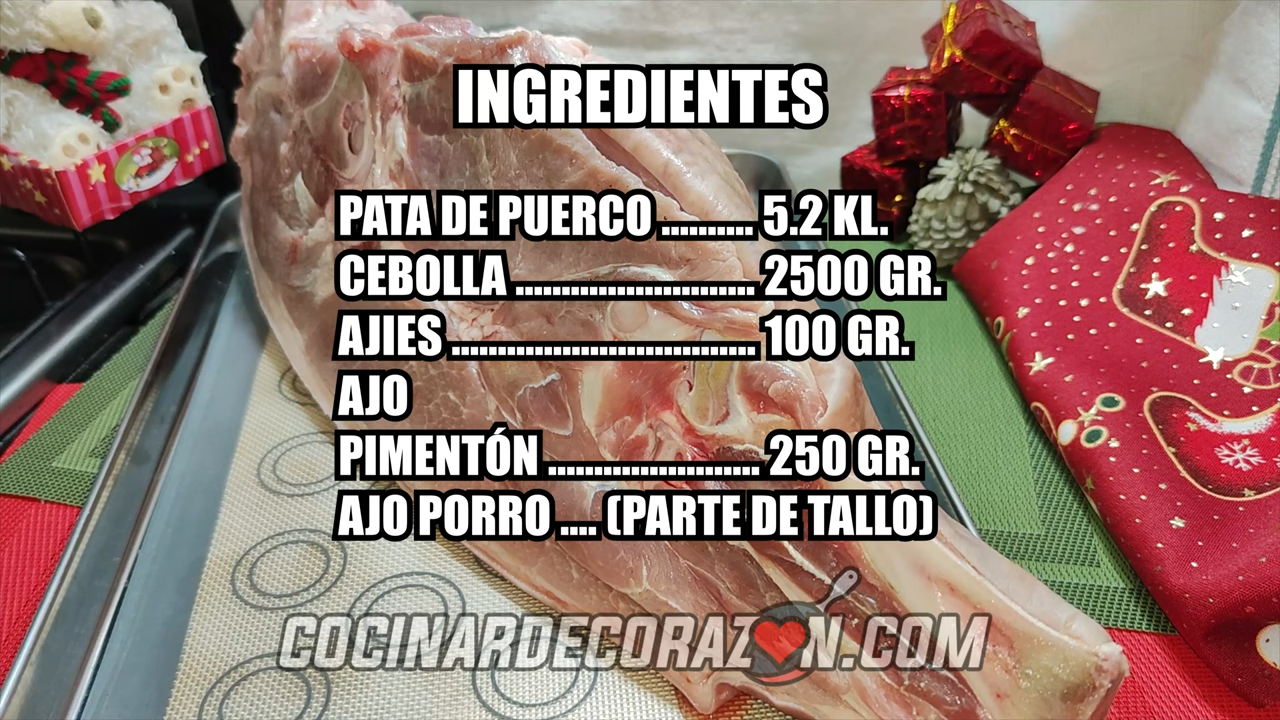 INGREDIENTES
PATA DE PUERCO .......... 5.2 KL.
CEBOLLA .......................... 2500 GR.
AJIES ................................. 100 GR.
AJO
PIMENTÓN ....................... 250 GR.
AJO PORRO .... (PARTE DE TALLO)
COCINARDECORAZON.COM